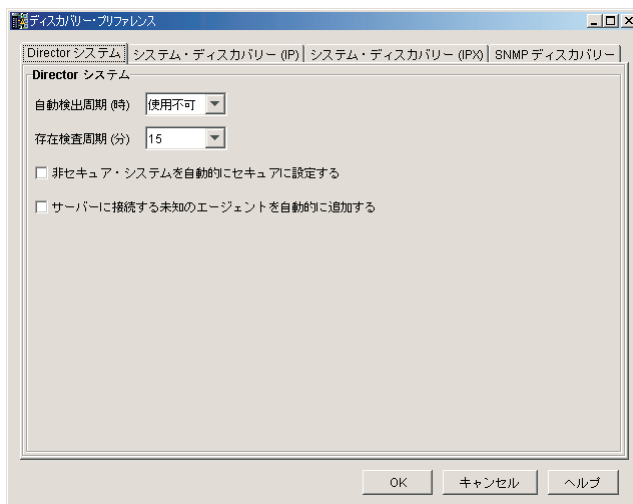 ディスカバリー・プリファレンス
Director システム システム・ディスカバリー (IP) システム・ディスカバリー (IPX) SNMP ディスカバリー
Director システム
自動検出周期 (時) 使用不可
存在検査周期 (分) 15
非セキュア・システムを自動的にセキュアに設定する
サーバーに接続する未知のエージェントを自動的に追加する
OK キャンセル ヘルプ